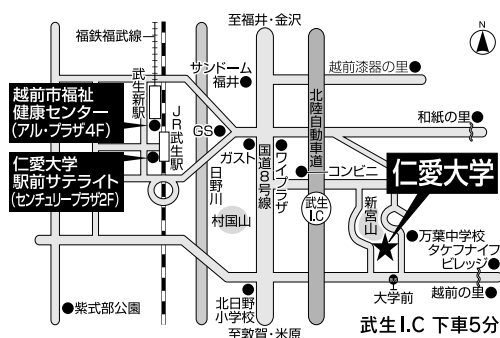 至福井・金沢
福鉄福武線
N
武生新駅
サンドーム
福井
越前漆器の里
越前市福祉
健康センター
(アル・プラザ4F)
JR武生駅
GS
北陸自動車道
和紙の里
ガスト
国道8号線
ワイプラザ
コンビニ
仁愛大学
仁愛大学
駅前サテライト
(センチュリープラザ2F)
日野川
村国山
武生
I.C
新宮山
万葉中学校
タケフナイフ
ビレッジ
北日野
小学校
大学前
越前の里
紫式部公園
至敦賀・米原
武生I.C 下車5分